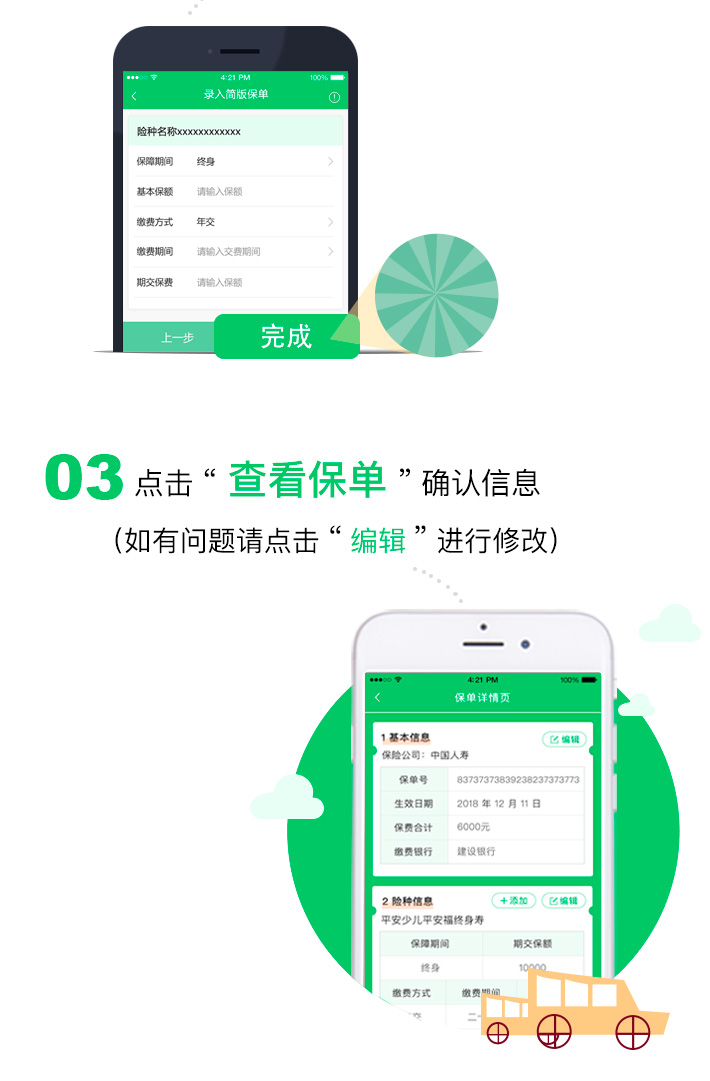 4:21 PM 100%
录入简版保单
险种名称xxxxxxxxxxxx
保障期间 终身
基本保额 请输入保额
缴费方式 年交
缴费期间 请输入交费期间
期交保费 请输入保额
上一步 完成
03 点击“查看保单”确认信息
（如有问题请点击“编辑”进行修改）
4:21 PM 100%
保单详情页
1 基本信息 编辑
保险公司：中国人寿
保单号 83737373839238237373773
生效日期 2018 年 12 月 11 日
保费合计 6000元
缴费银行 建设银行
2 险种信息 +添加 编辑
平安少儿平安福终身寿
保障期间 期交保额
终身 10000
缴费方式 缴费期间